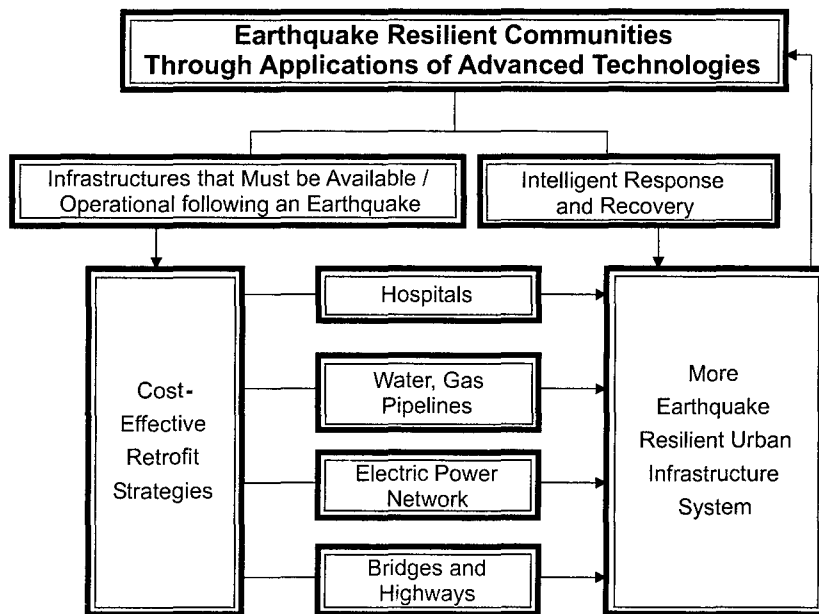 Earthquake Resilient Communities
Through Applications of Advanced Technologies
Infrastructures that Must be Available /
Operational following an Earthquake
Intelligent Response
and Recovery
Cost-
Effective
Retrofit
Strategies
Hospitals
Water, Gas
Pipelines
Electric Power
Network
Bridges and
Highways
More
Earthquake
Resilient Urban
Infrastructure
System